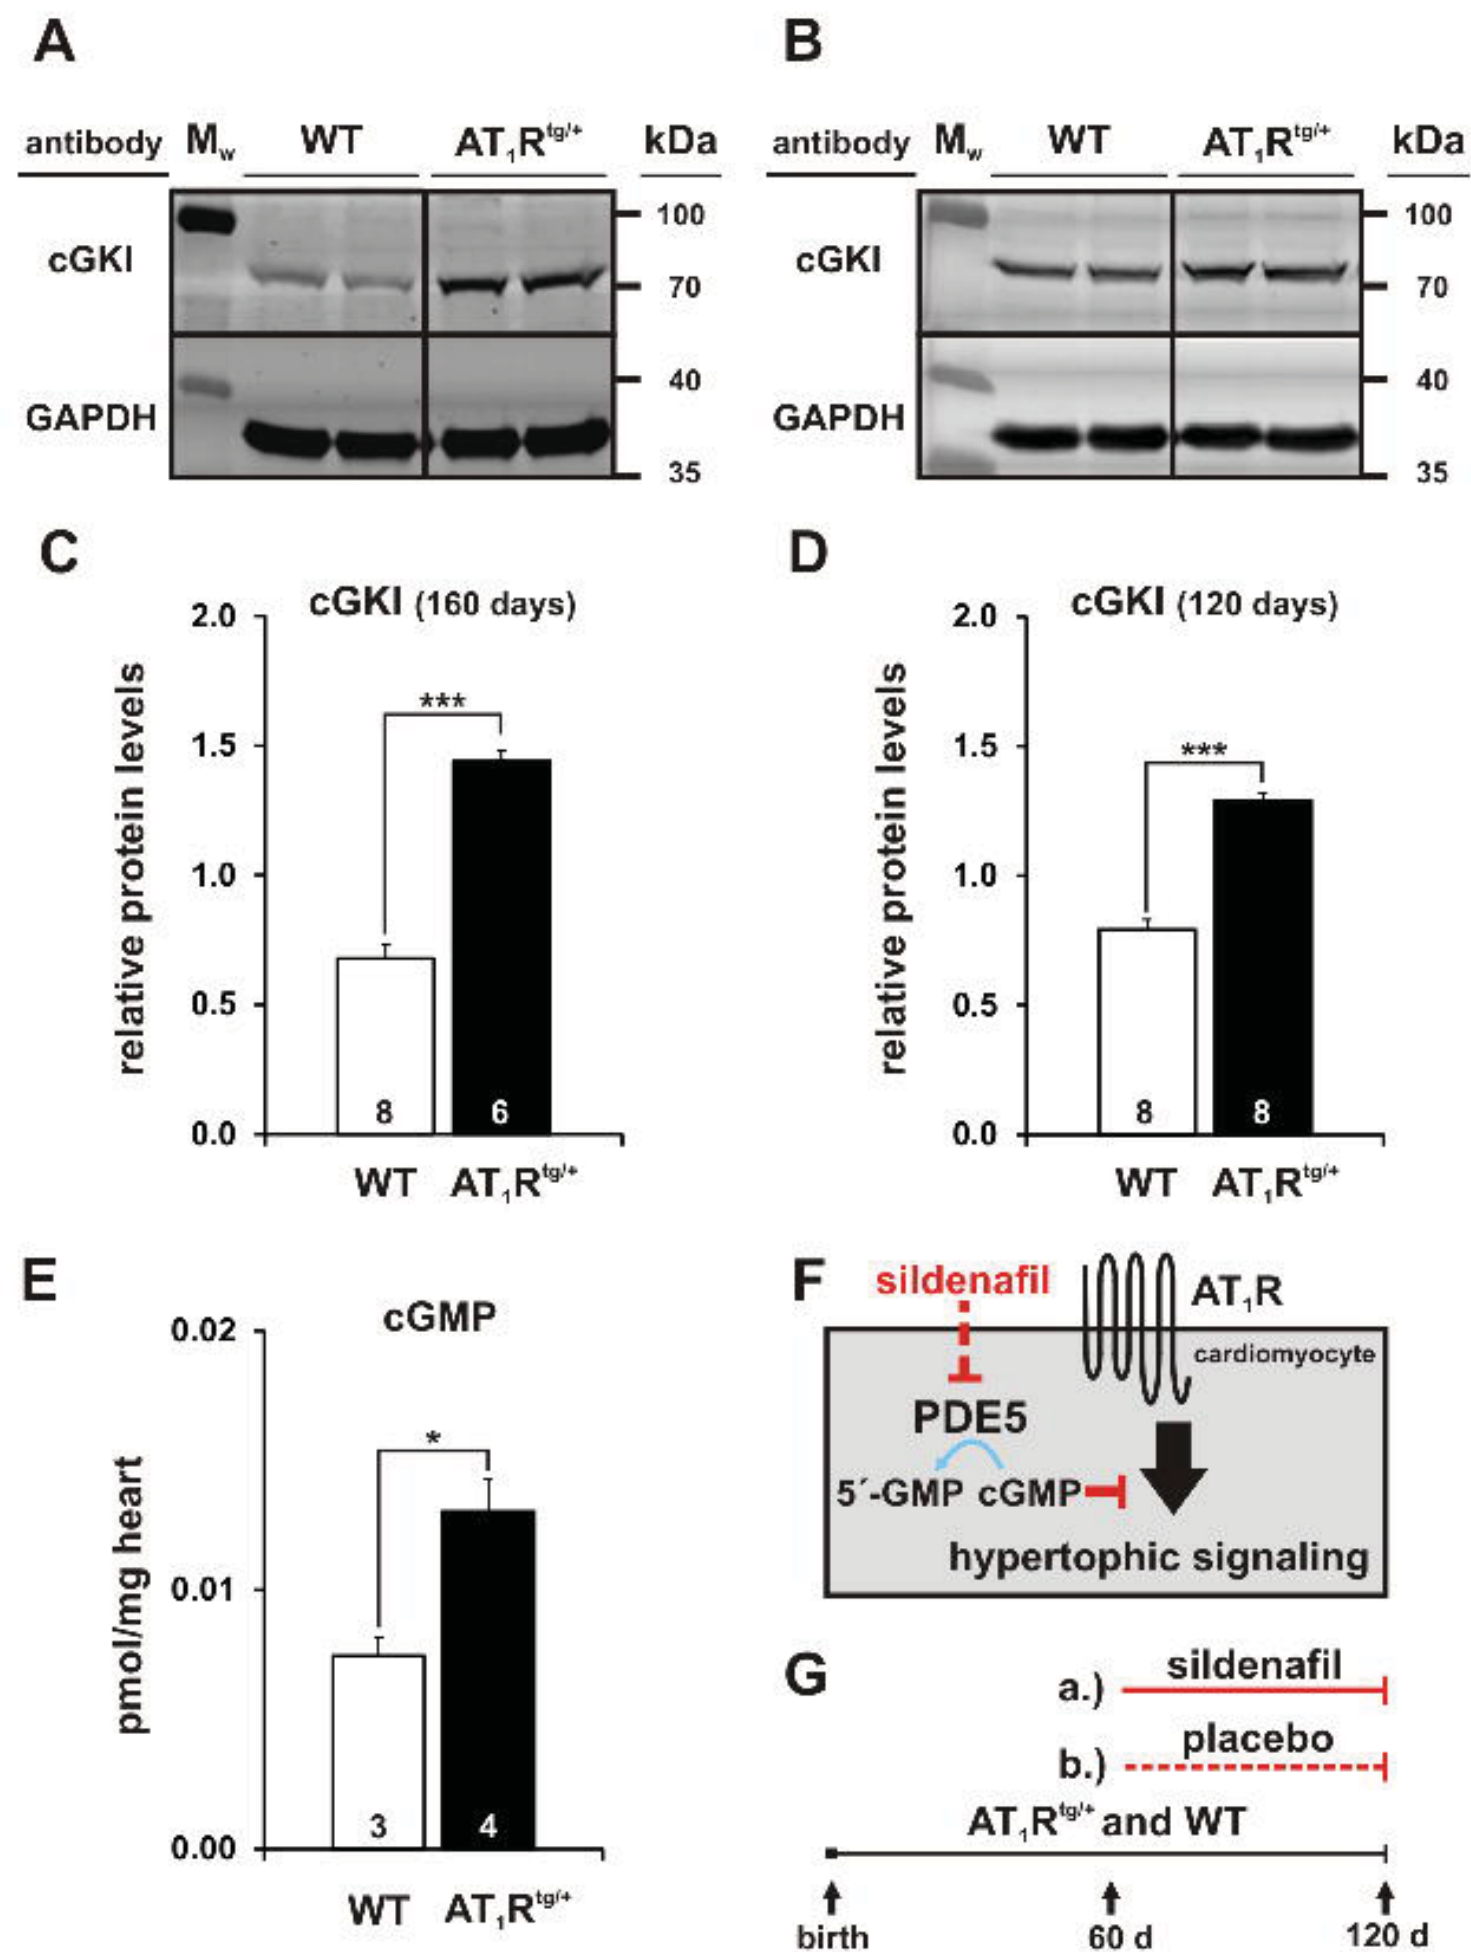 A
antibody Mw WT AT1Rtg/+ kDa
cGKI
100
70
GAPDH
40
35
B
antibody Mw WT AT1Rtg/+ kDa
cGKI
100
70
GAPDH
40
35
C
cGKI (160 days)
relative protein levels
2.0
1.5
1.0
0.5
0.0
***
8 6
WT AT1Rtg/+
D
cGKI (120 days)
relative protein levels
2.0
1.5
1.0
0.5
0.0
***
8 8
WT AT1Rtg/+
E
cGMP
pmol/mg heart
0.02
0.01
0.00
*
3 4
WT AT1Rtg/+
F
sildenafil
AT1R
cardiomyocyte
PDE5
5´-GMP cGMP
hypertophic signaling
G
a.) sildenafil
b.) placebo
AT1Rtg/+ and WT
birth 60 d 120 d